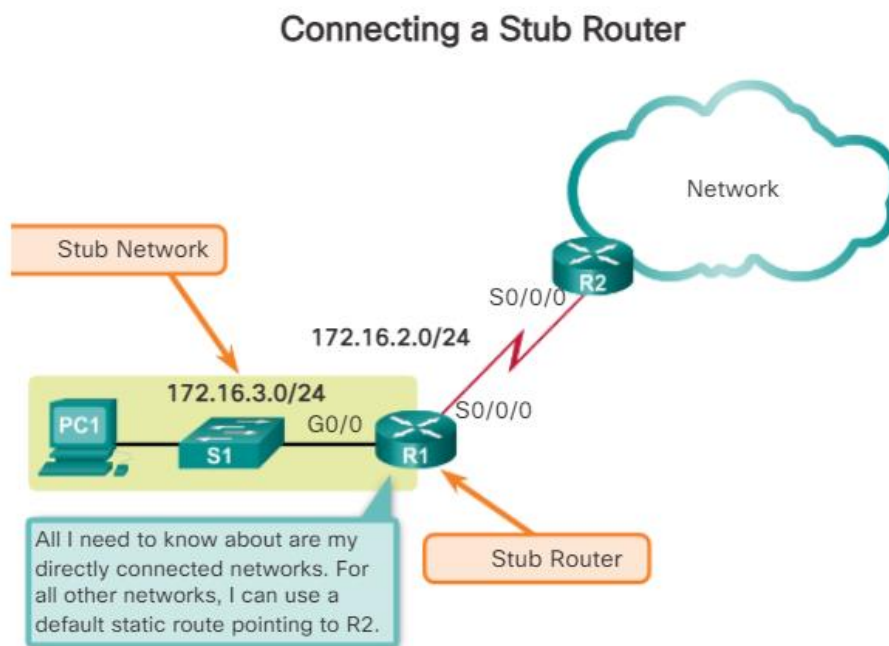 Connecting a Stub Router
Network
Stub Network
R2
S0/0/0
172.16.2.0/24
172.16.3.0/24
S0/0/0
PC1
G0/0
S1
R1
All I need to know about are my
directly connected networks. For
all other networks, I can use a
default static route pointing to R2.
Stub Router